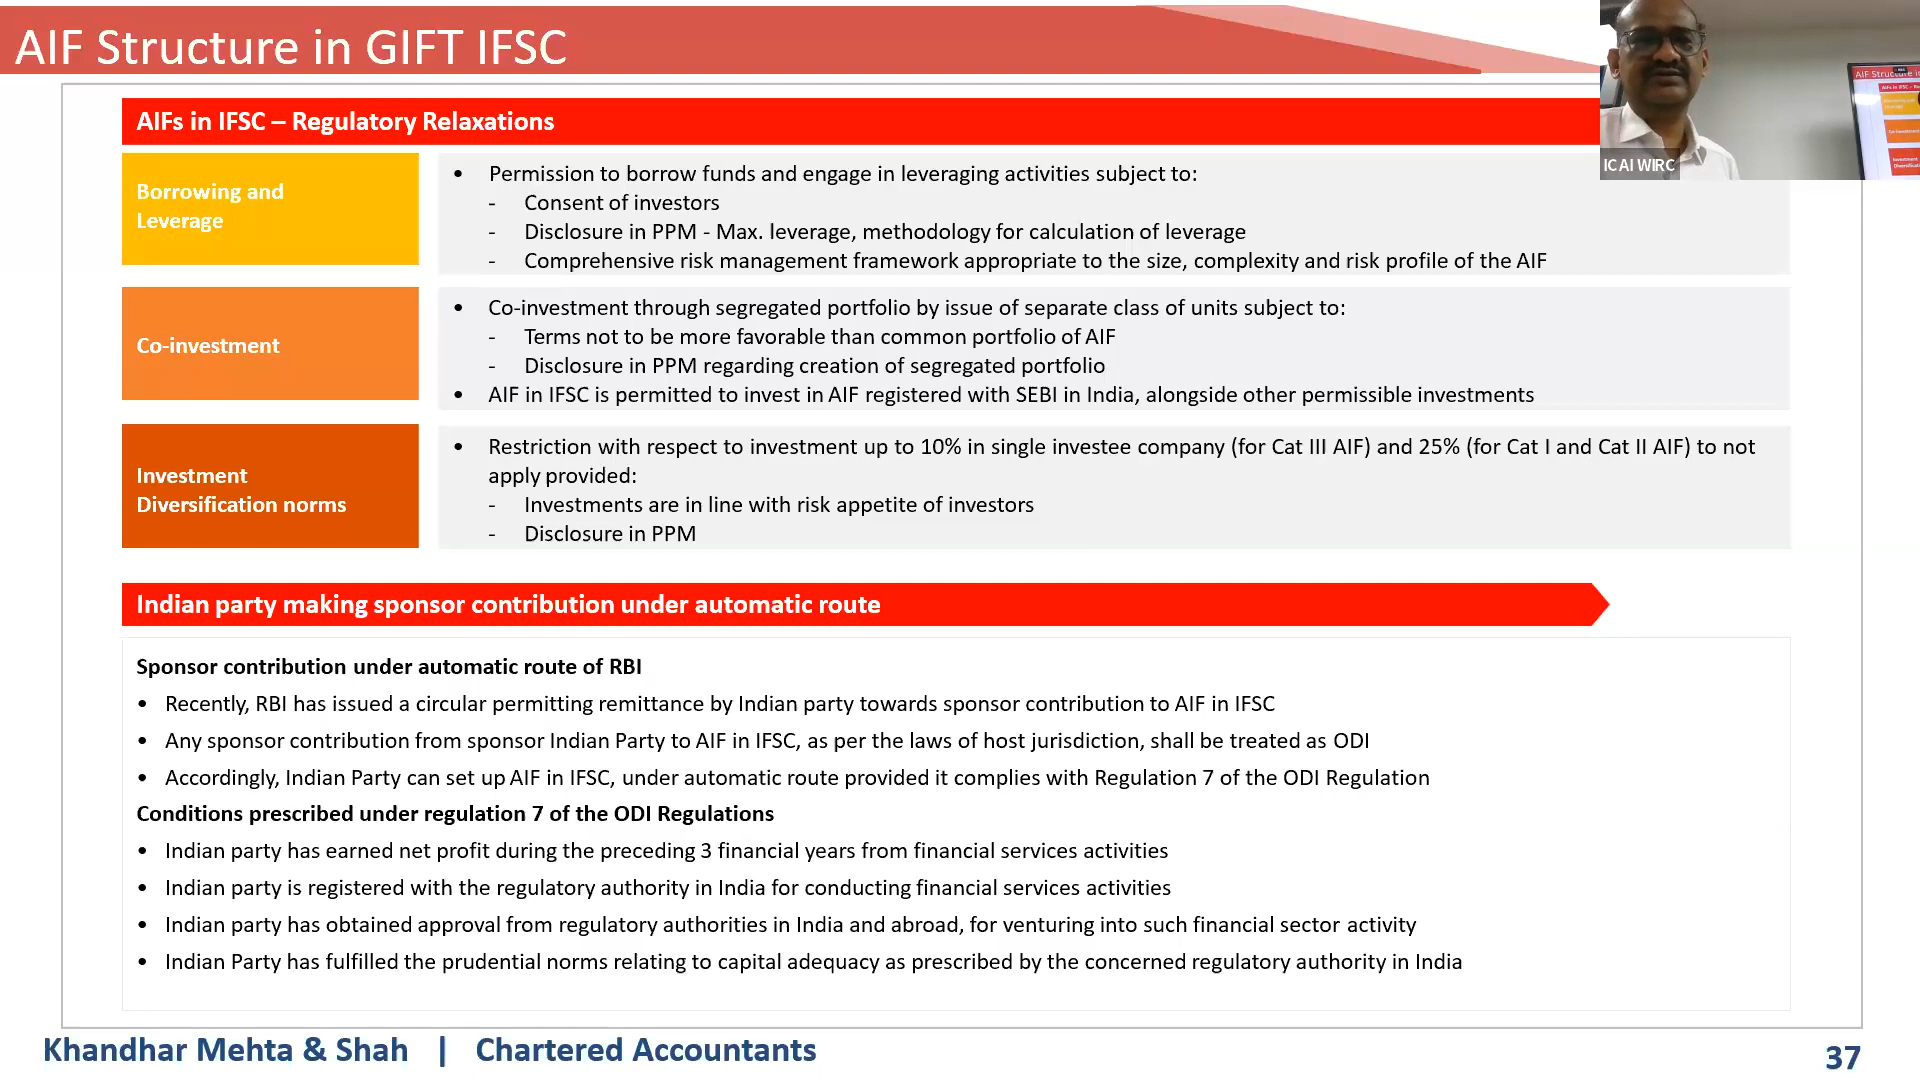 AIF Structure in GIFT IFSC
AIFs in IFSC – Regulatory Relaxations
Borrowing and
Leverage
• Permission to borrow funds and engage in leveraging activities subject to:
- Consent of investors
- Disclosure in PPM - Max. leverage, methodology for calculation of leverage
- Comprehensive risk management framework appropriate to the size, complexity and risk profile of the AIF
Co-investment
• Co-investment through segregated portfolio by issue of separate class of units subject to:
- Terms not to be more favorable than common portfolio of AIF
- Disclosure in PPM regarding creation of segregated portfolio
• AIF in IFSC is permitted to invest in AIF registered with SEBI in India, alongside other permissible investments
Investment
Diversification norms
• Restriction with respect to investment up to 10% in single investee company (for Cat III AIF) and 25% (for Cat I and Cat II AIF) to not
apply provided:
- Investments are in line with risk appetite of investors
- Disclosure in PPM
Indian party making sponsor contribution under automatic route
Sponsor contribution under automatic route of RBI
• Recently, RBI has issued a circular permitting remittance by Indian party towards sponsor contribution to AIF in IFSC
• Any sponsor contribution from sponsor Indian Party to AIF in IFSC, as per the laws of host jurisdiction, shall be treated as ODI
• Accordingly, Indian Party can set up AIF in IFSC, under automatic route provided it complies with Regulation 7 of the ODI Regulation
Conditions prescribed under regulation 7 of the ODI Regulations
• Indian party has earned net profit during the preceding 3 financial years from financial services activities
• Indian party is registered with the regulatory authority in India for conducting financial services activities
• Indian party has obtained approval from regulatory authorities in India and abroad, for venturing into such financial sector activity
• Indian Party has fulfilled the prudential norms relating to capital adequacy as prescribed by the concerned regulatory authority in India
Khandhar Mehta & Shah | Chartered Accountants
37
ICAI WIRC
AIF Structure i